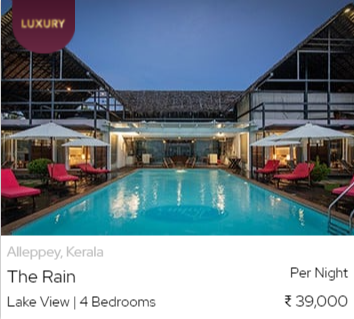 LUXURY
Alleppey, Kerala
The Rain
Per Night
Lake View | 4 Bedrooms
₹ 39,000